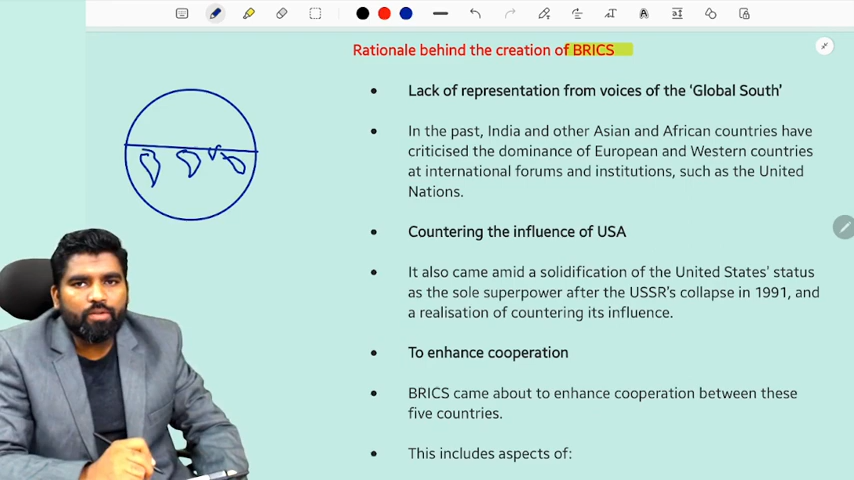 Rationale behind the creation of BRICS
• Lack of representation from voices of the ‘Global South’
• In the past, India and other Asian and African countries have
criticised the dominance of European and Western countries
at international forums and institutions, such as the United
Nations.
• Countering the influence of USA
• It also came amid a solidification of the United States’ status
as the sole superpower after the USSR’s collapse in 1991, and
a realisation of countering its influence.
• To enhance cooperation
• BRICS came about to enhance cooperation between these
five countries.
• This includes aspects of: